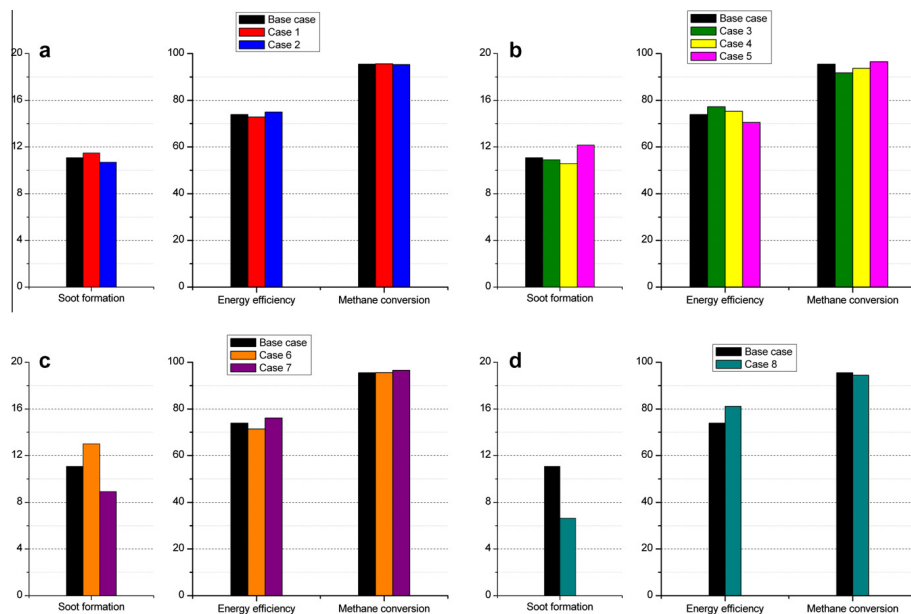 a
Base case
Case 1
Case 2
20
16
12
8
4
0
Soot formation
100
80
60
40
20
0
Energy efficiency Methane conversion
b
Base case
Case 3
Case 4
Case 5
20
16
12
8
4
0
Soot formation
100
80
60
40
20
0
Energy efficiency Methane conversion
c
Base case
Case 6
Case 7
20
16
12
8
4
0
Soot formation
100
80
60
40
20
0
Energy efficiency Methane conversion
d
Base case
Case 8
20
16
12
8
4
0
Soot formation
100
80
60
40
20
0
Energy efficiency Methane conversion